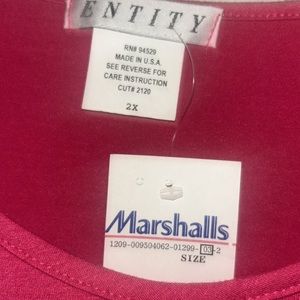 ENTITY
RN# 94529
MADE IN U.S.A.
SEE REVERSE FOR
CARE INSTRUCTION
CUT# 2120
2X
Marshalls
1209-009504062-01299-03-2
SIZE